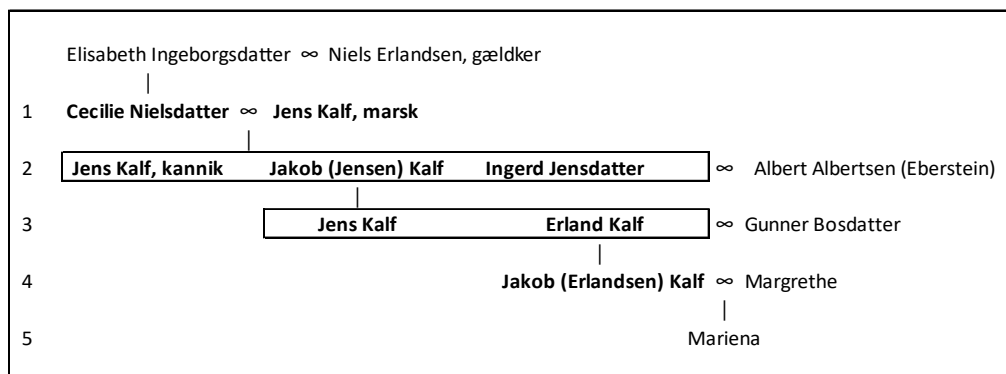 Elisabeth Ingeborgsdatter ∞ Niels Erlandsen, gældker
1 Cecilie Nielsdatter ∞ Jens Kalf, marsk
2 Jens Kalf, kannik Jakob (Jensen) Kalf Ingerd Jensdatter ∞ Albert Albertsen (Eberstein)
3 Jens Kalf Erland Kalf ∞ Gunner Bosdatter
4 Jakob (Erlandsen) Kalf ∞ Margrethe
5 Mariena